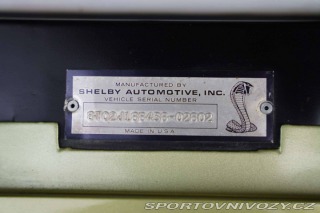 MANUFACTURED BY
SHELBY AUTOMOTIVE, INC.
VEHICLE SERIAL NUMBER
MADE IN U.S.A.
© SPORTOVNIVOZY.CZ